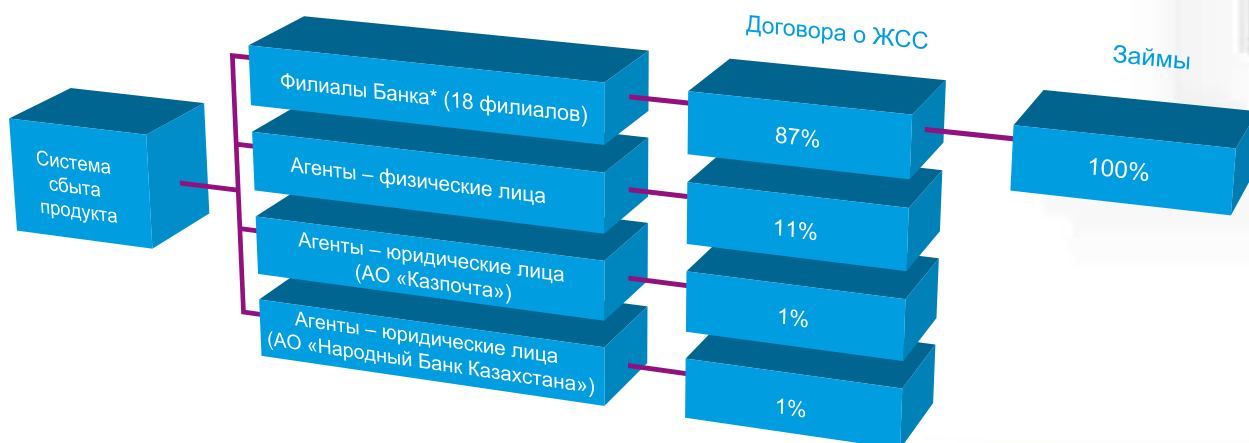 Договора о ЖСС
Займы
Система
сбыта
продукта
Филиалы Банка* (18 филиалов)
87%
100%
Агенты – физические лица
11%
Агенты – юридические лица
(АО «Казпочта»)
1%
Агенты – юридические лица
(АО «Народный Банк Казахстана»)
1%